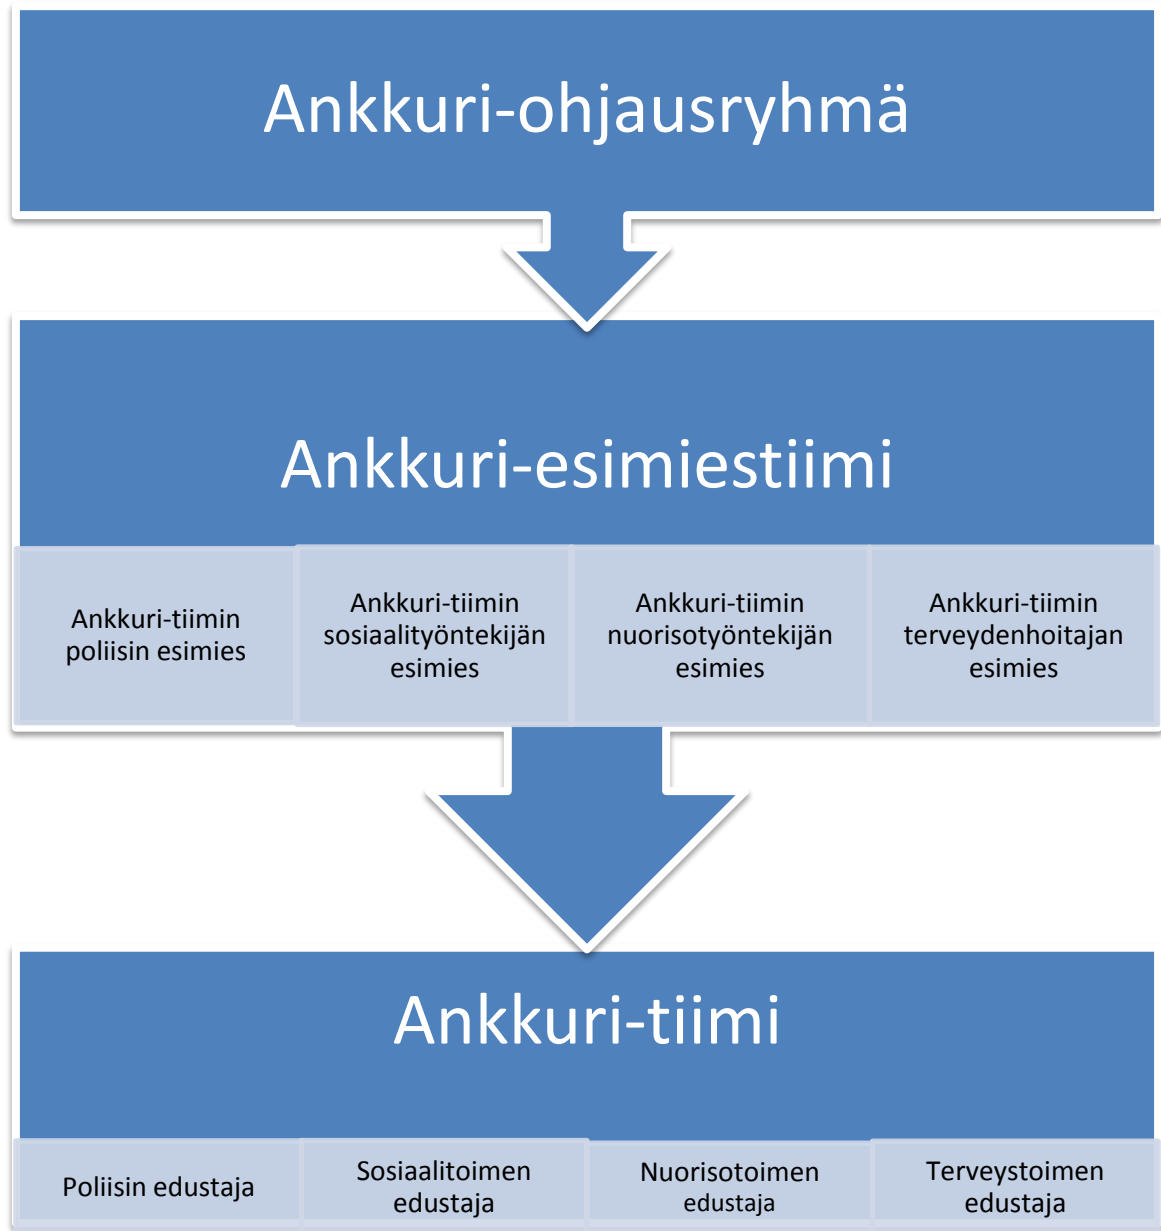 Ankkuri-ohjausryhmä
Ankkuri-esimiestiimi
Ankkuri-tiimin
poliisin esimies
Ankkuri-tiimin
sosiaalityöntekijän
esimies
Ankkuri-tiimin
nuorisotyöntekijän
esimies
Ankkuri-tiimin
terveydenhoitajan
esimies
Ankkuri-tiimi
Poliisin edustaja
Sosiaalitoimen
edustaja
Nuorisotoimen
edustaja
Terveystoimen
edustaja